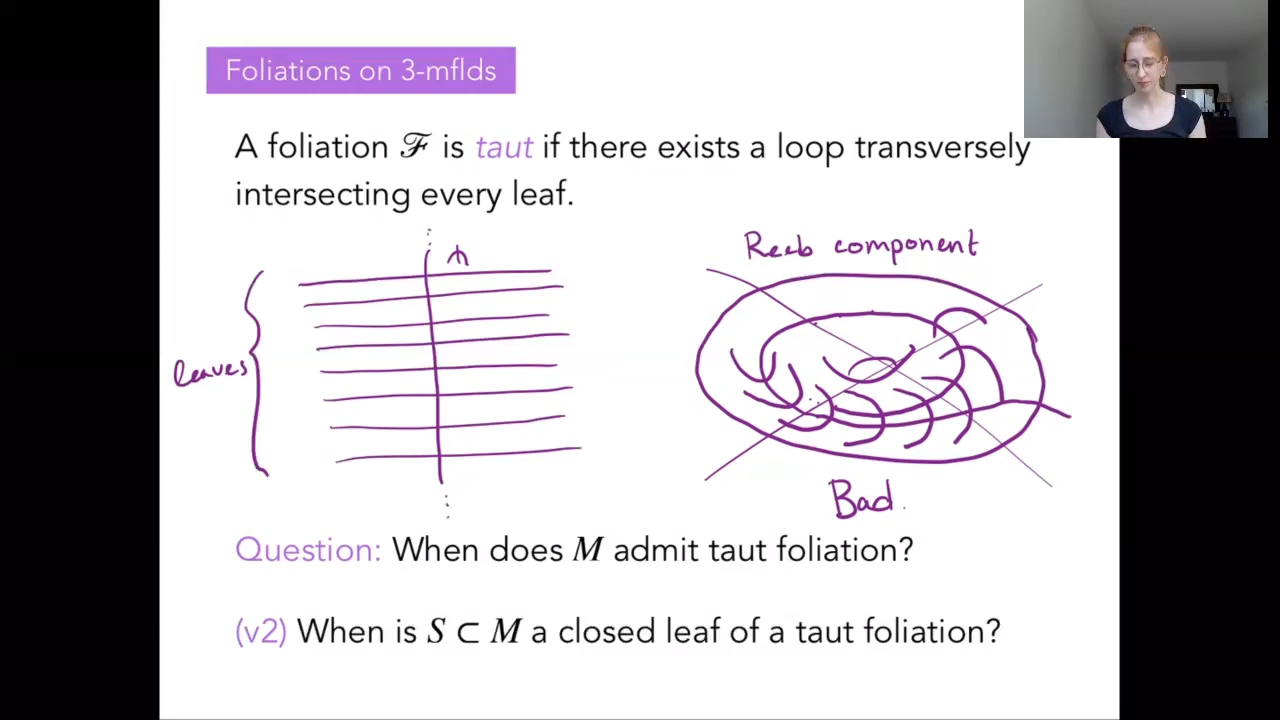 Foliations on 3-mflds
A foliation ℱ is taut if there exists a loop transversely
intersecting every leaf.
Reeb component
leaves
Bad.
Question: When does M admit taut foliation?
(v2) When is S ⊂ M a closed leaf of a taut foliation?